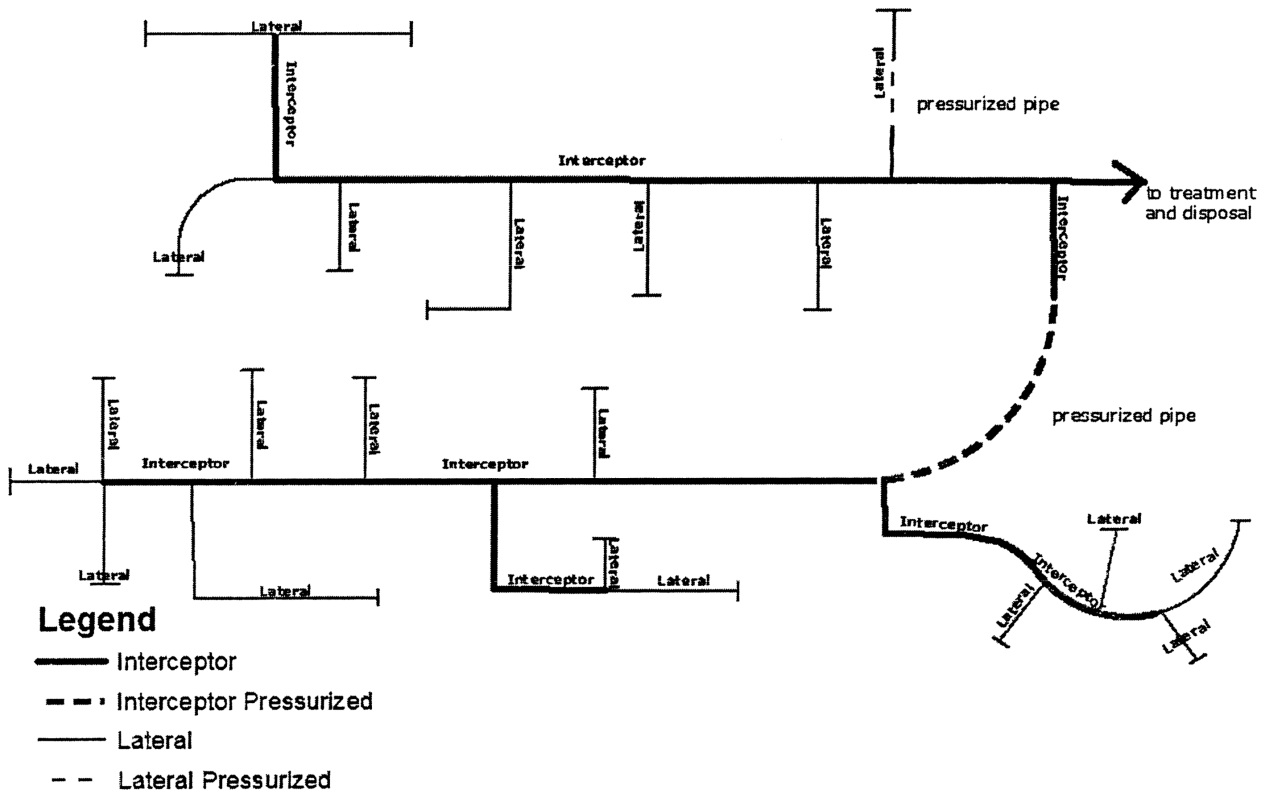 Lateral
Interceptor
Lateral
pressurized pipe
Interceptor
to treatment
and disposal
Lateral
Lateral
Lateral
Lateral
Lateral
Interceptor
pressurized pipe
Lateral
Lateral
Lateral
Lateral
Lateral
Interceptor
Interceptor
Lateral
Lateral
Interceptor
Lateral
Lateral
Interceptor
Interceptor
Lateral
Lateral
Lateral
Lateral
Legend
Interceptor
Interceptor Pressurized
Lateral
Lateral Pressurized